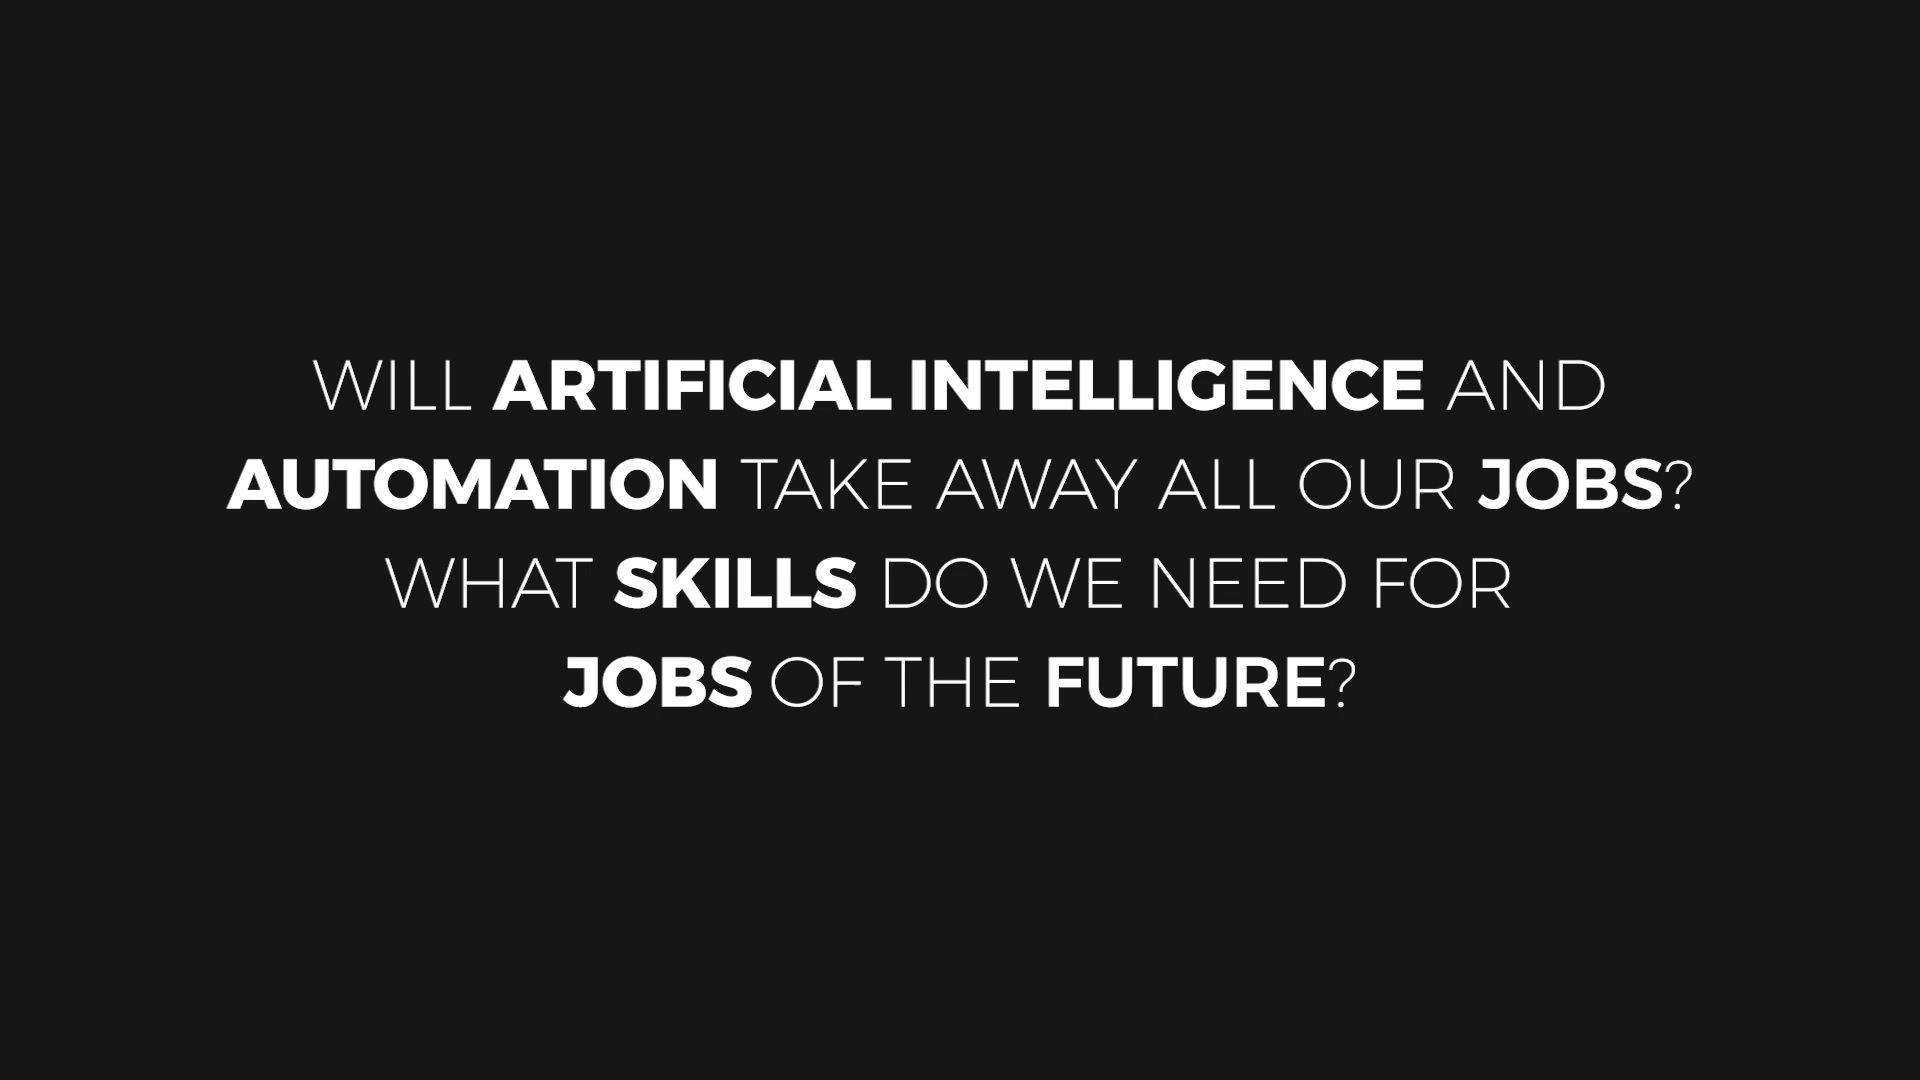 WILL ARTIFICIAL INTELLIGENCE AND
AUTOMATION TAKE AWAY ALL OUR JOBS?
WHAT SKILLS DO WE NEED FOR
JOBS OF THE FUTURE?